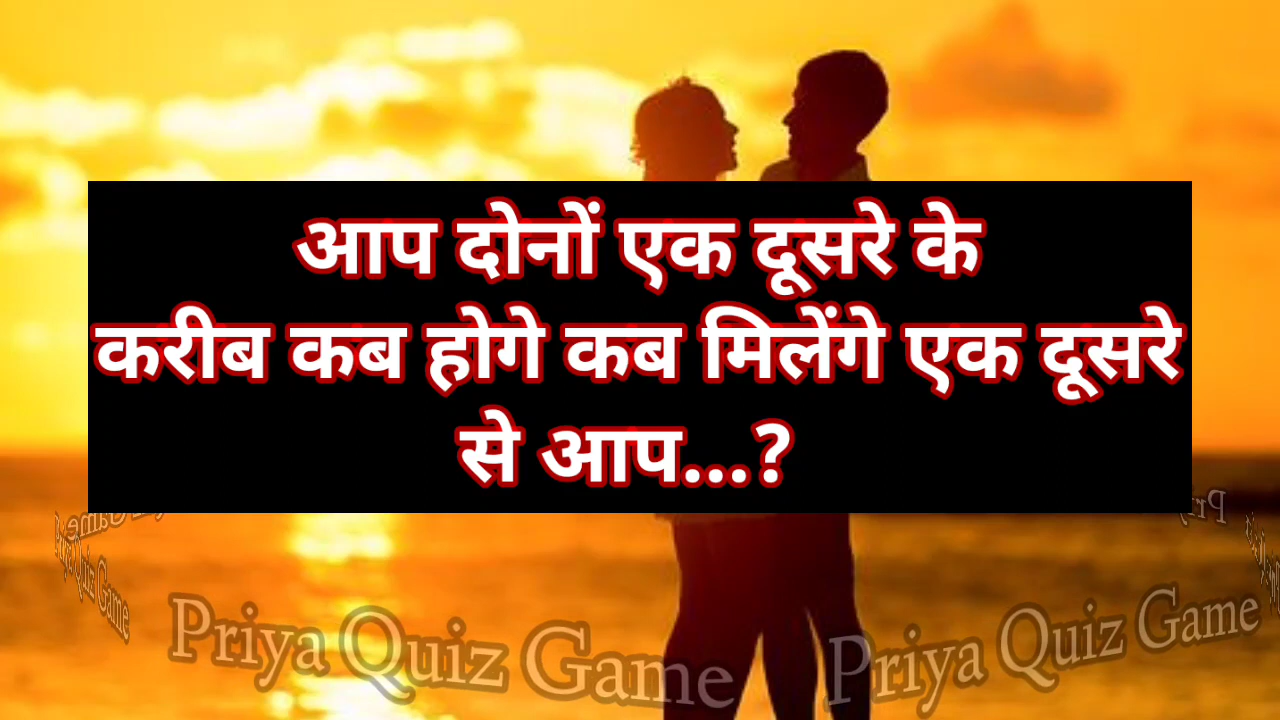 आप दोनों एक दूसरे के
करीब कब होगे कब मिलेंगे एक दूसरे
से आप...?
Priya Quiz Game
Priya Quiz Game